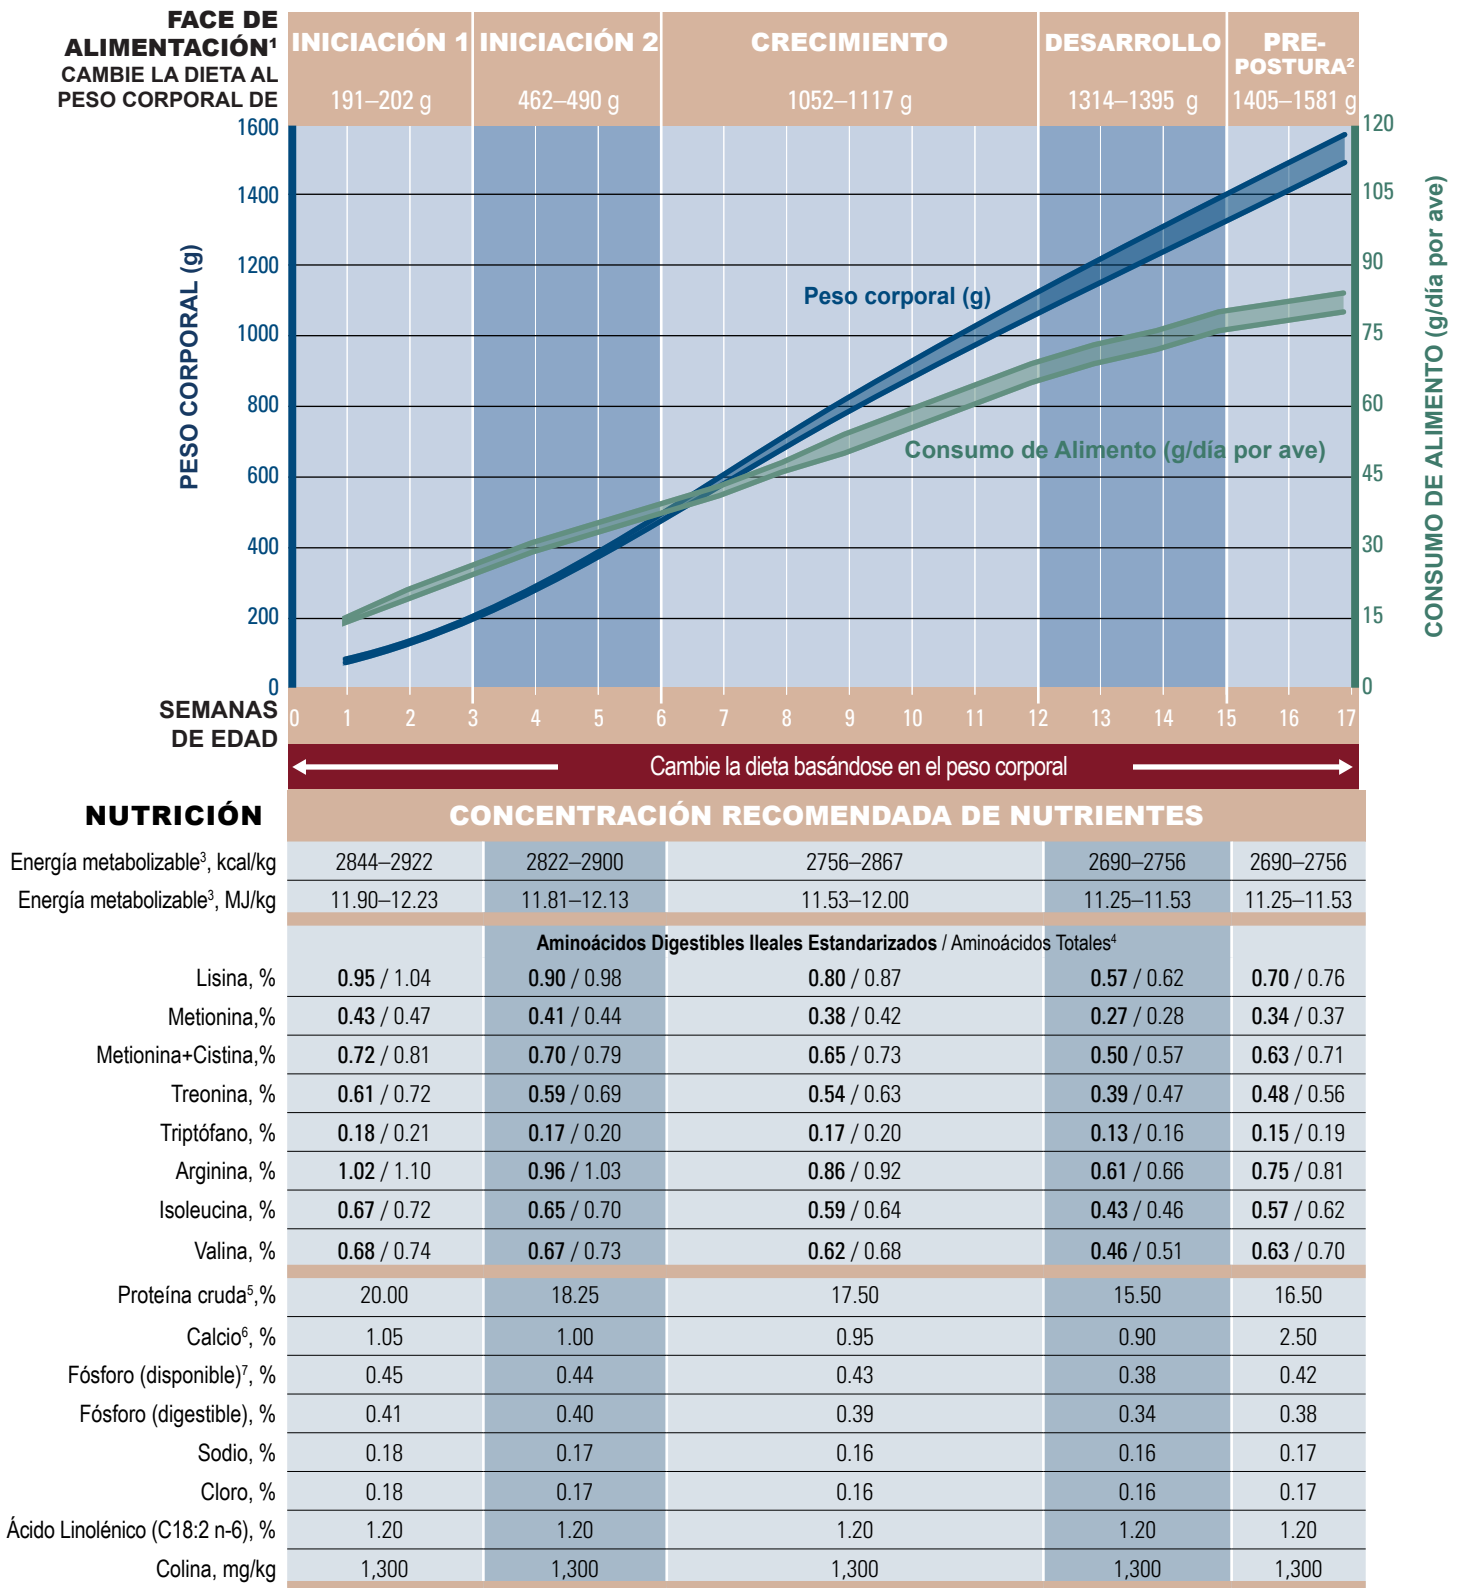 FACE DE
ALIMENTACIÓN¹
CAMBIE LA DIETA AL
PESO CORPORAL DE
INICIACIÓN 1
INICIACIÓN 2
CRECIMIENTO
DESARROLLO
PRE-
POSTURA²
191–202 g
462–490 g
1052–1117 g
1314–1395 g
1405–1581 g
PESO CORPORAL (g)
1600
1400
1200
1000
800
600
400
200
0
Peso corporal (g)
Consumo de Alimento (g/día por ave)
120
105
90
75
60
45
30
15
0
CONSUMO DE ALIMENTO (g/día por ave)
SEMANAS
DE EDAD
0 1 2 3 4 5 6 7 8 9 10 11 12 13 14 15 16 17
Cambie la dieta basándose en el peso corporal
NUTRICIÓN CONCENTRACIÓN RECOMENDADA DE NUTRIENTES
Energía metabolizable³, kcal/kg 2844–2922 2822–2900 2756–2867 2690–2756 2690–2756
Energía metabolizable³, MJ/kg 11.90–12.23 11.81–12.13 11.53–12.00 11.25–11.53 11.25–11.53
Aminoácidos Digestibles Ileales Estandarizados / Aminoácidos Totales⁴
Lisina, % 0.95 / 1.04 0.90 / 0.98 0.80 / 0.87 0.57 / 0.62 0.70 / 0.76
Metionina,% 0.43 / 0.47 0.41 / 0.44 0.38 / 0.42 0.27 / 0.28 0.34 / 0.37
Metionina+Cistina,% 0.72 / 0.81 0.70 / 0.79 0.65 / 0.73 0.50 / 0.57 0.63 / 0.71
Treonina, % 0.61 / 0.72 0.59 / 0.69 0.54 / 0.63 0.39 / 0.47 0.48 / 0.56
Triptófano, % 0.18 / 0.21 0.17 / 0.20 0.17 / 0.20 0.13 / 0.16 0.15 / 0.19
Arginina, % 1.02 / 1.10 0.96 / 1.03 0.86 / 0.92 0.61 / 0.66 0.75 / 0.81
Isoleucina, % 0.67 / 0.72 0.65 / 0.70 0.59 / 0.64 0.43 / 0.46 0.57 / 0.62
Valina, % 0.68 / 0.74 0.67 / 0.73 0.62 / 0.68 0.46 / 0.51 0.63 / 0.70
Proteína cruda⁵,% 20.00 18.25 17.50 15.50 16.50
Calcio⁶, % 1.05 1.00 0.95 0.90 2.50
Fósforo (disponible)⁷, % 0.45 0.44 0.43 0.38 0.42
Fósforo (digestible), % 0.41 0.40 0.39 0.34 0.38
Sodio, % 0.18 0.17 0.16 0.16 0.17
Cloro, % 0.18 0.17 0.16 0.16 0.17
Ácido Linolénico (C18:2 n-6), % 1.20 1.20 1.20 1.20 1.20
Colina, mg/kg 1,300 1,300 1,300 1,300 1,300